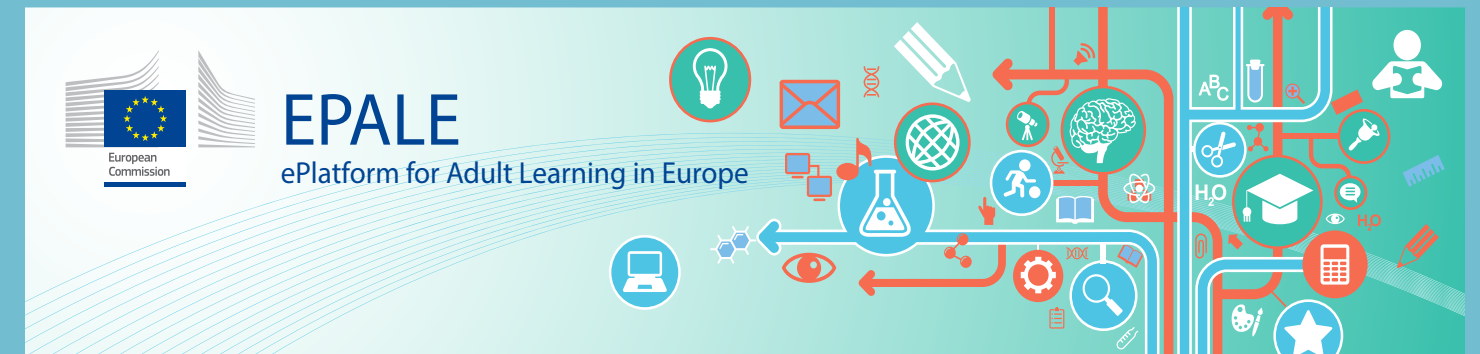 European
Commission
EPALE
ePlatform for Adult Learning in Europe
ABC
H2O
H2O